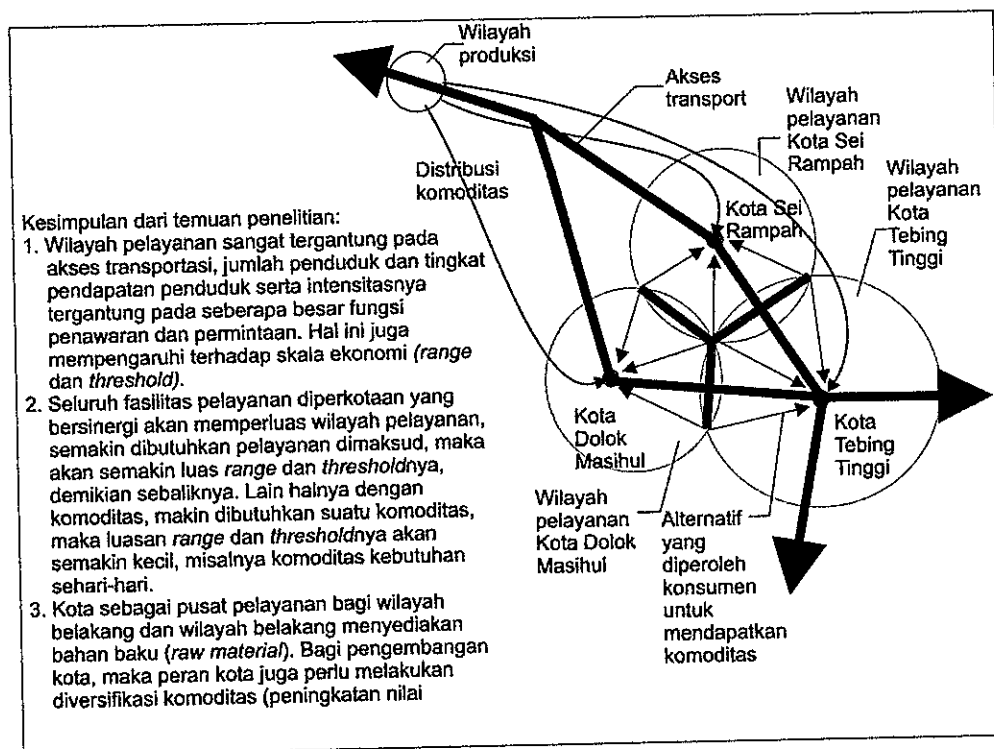 Wilayah
produksi
Akses
transport
Wilayah
pelayanan
Kota Sei
Rampah
Wilayah
pelayanan
Kota
Tebing
Tinggi
Distribusi
komoditas
Kota Sei
Rampah
Kesimpulan dari temuan penelitian:
1. Wilayah pelayanan sangat tergantung pada
akses transportasi, jumlah penduduk dan tingkat
pendapatan penduduk serta intensitasnya
tergantung pada seberapa besar fungsi
penawaran dan permintaan. Hal ini juga
mempengaruhi terhadap skala ekonomi (range
dan threshold).
2. Seluruh fasilitas pelayanan diperkotaan yang
bersinergi akan memperluas wilayah pelayanan,
semakin dibutuhkan pelayanan dimaksud, maka
akan semakin luas range dan thresholdnya,
demikian sebaliknya. Lain halnya dengan
komoditas, makin dibutuhkan suatu komoditas,
maka luasan range dan thresholdnya akan
semakin kecil, misalnya komoditas kebutuhan
sehari-hari.
3. Kota sebagai pusat pelayanan bagi wilayah
belakang dan wilayah belakang menyediakan
bahan baku (raw material). Bagi pengembangan
kota, maka peran kota juga perlu melakukan
diversifikasi komoditas (peningkatan nilai
Kota
Dolok
Masihul
Kota
Tebing
Tinggi
Wilayah
pelayanan
Kota Dolok
Masihul
Alternatif
yang
diperoleh
konsumen
untuk
mendapatkan
komoditas